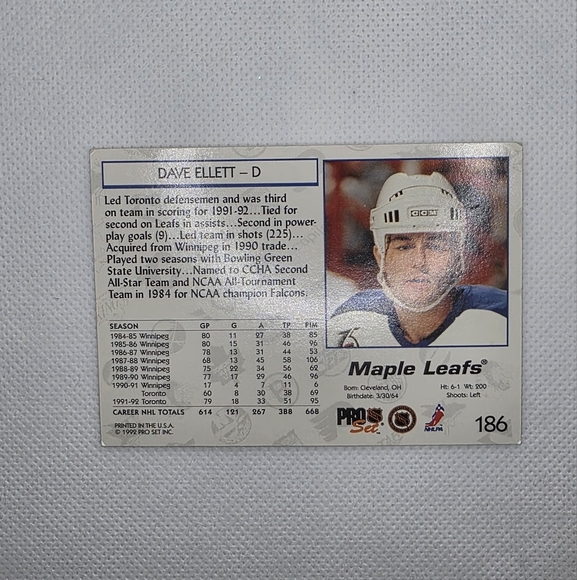 DAVE ELLETT – D
Led Toronto defensemen and was third
on team in scoring for 1991-92...Tied for
second on Leafs in assists...Second in power-
play goals (9)...Led team in shots (225)...
Acquired from Winnipeg in 1990 trade...
Played two seasons with Bowling Green
State University...Named to CCHA Second
All-Star Team and NCAA All-Tournament
Team in 1984 for NCAA champion Falcons.
SEASON GP G A TP PIM
1984-85 Winnipeg 80 11 27 38 85
1985-86 Winnipeg 80 15 31 46 96
1986-87 Winnipeg 78 13 31 44 53
1987-88 Winnipeg 68 13 45 58 106
1988-89 Winnipeg 75 22 34 56 62
1989-90 Winnipeg 77 17 29 46 96
1990-91 Winnipeg 17 4 7 11 6
Toronto 60 8 30 38 69
1991-92 Toronto 79 18 33 51 95
CAREER NHL TOTALS 614 121 267 388 668
PRINTED IN THE U.S.A.
© 1992 PRO SET INC.
CCM
75
Maple Leafs®
Born: Cleveland, OH Ht: 6-1 Wt: 200
Birthdate: 3/30/64 Shoots: Left
PRO Set
NHLPA
186